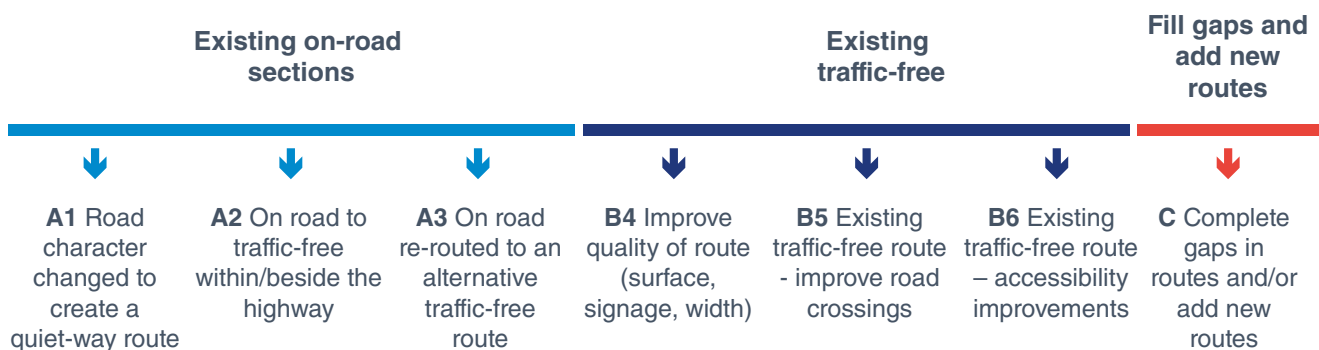 Existing on-road
sections
Existing
traffic-free
Fill gaps and
add new
routes
A1 Road
character
changed to
create a
quiet-way route
A2 On road to
traffic-free
within/beside the
highway
A3 On road
re-routed to an
alternative
traffic-free
route
B4 Improve
quality of route
(surface,
signage, width)
B5 Existing
traffic-free route
- improve road
crossings
B6 Existing
traffic-free route
– accessibility
improvements
C Complete
gaps in
routes and/or
add new
routes